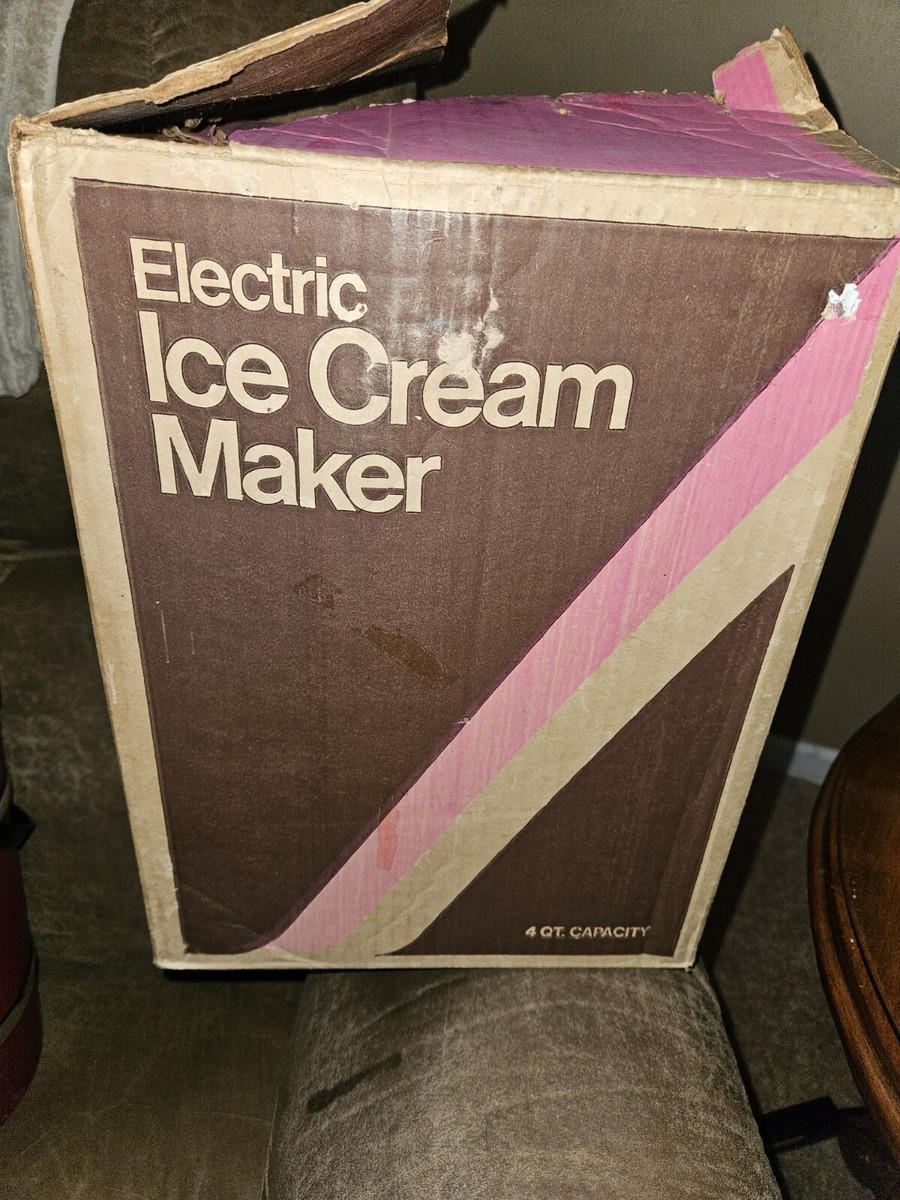 Electric
Ice Cream
Maker
4 QT. CAPACITY